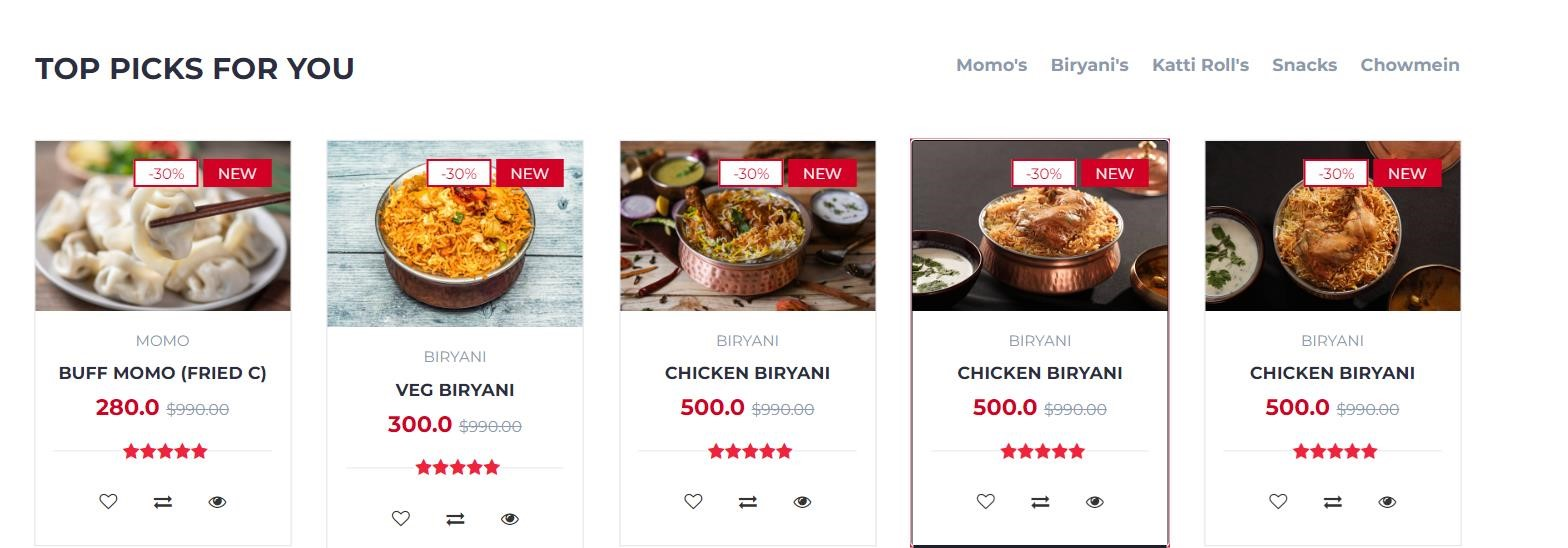 TOP PICKS FOR YOU
Momo's Biryani's Katti Roll's Snacks Chowmein
-30% NEW
MOMO
BUFF MOMO (FRIED C)
280.0 $990.00
-30% NEW
BIRYANI
VEG BIRYANI
300.0 $990.00
-30% NEW
BIRYANI
CHICKEN BIRYANI
500.0 $990.00
-30% NEW
BIRYANI
CHICKEN BIRYANI
500.0 $990.00
-30% NEW
BIRYANI
CHICKEN BIRYANI
500.0 $990.00